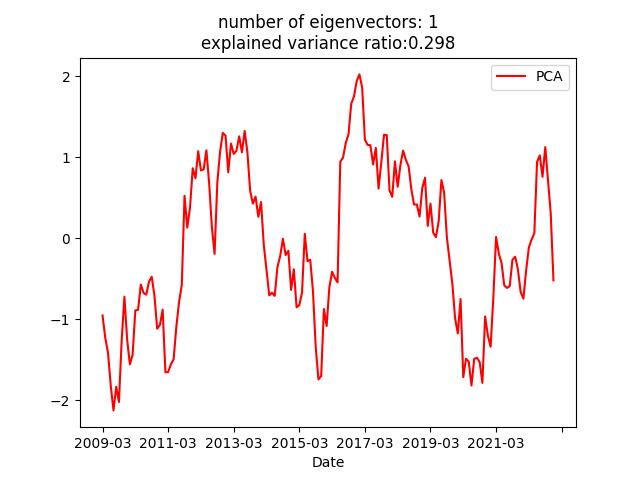 number of eigenvectors: 1
explained variance ratio:0.298
PCA
2
1
0
−1
−2
2009-03 2011-03 2013-03 2015-03 2017-03 2019-03 2021-03
Date